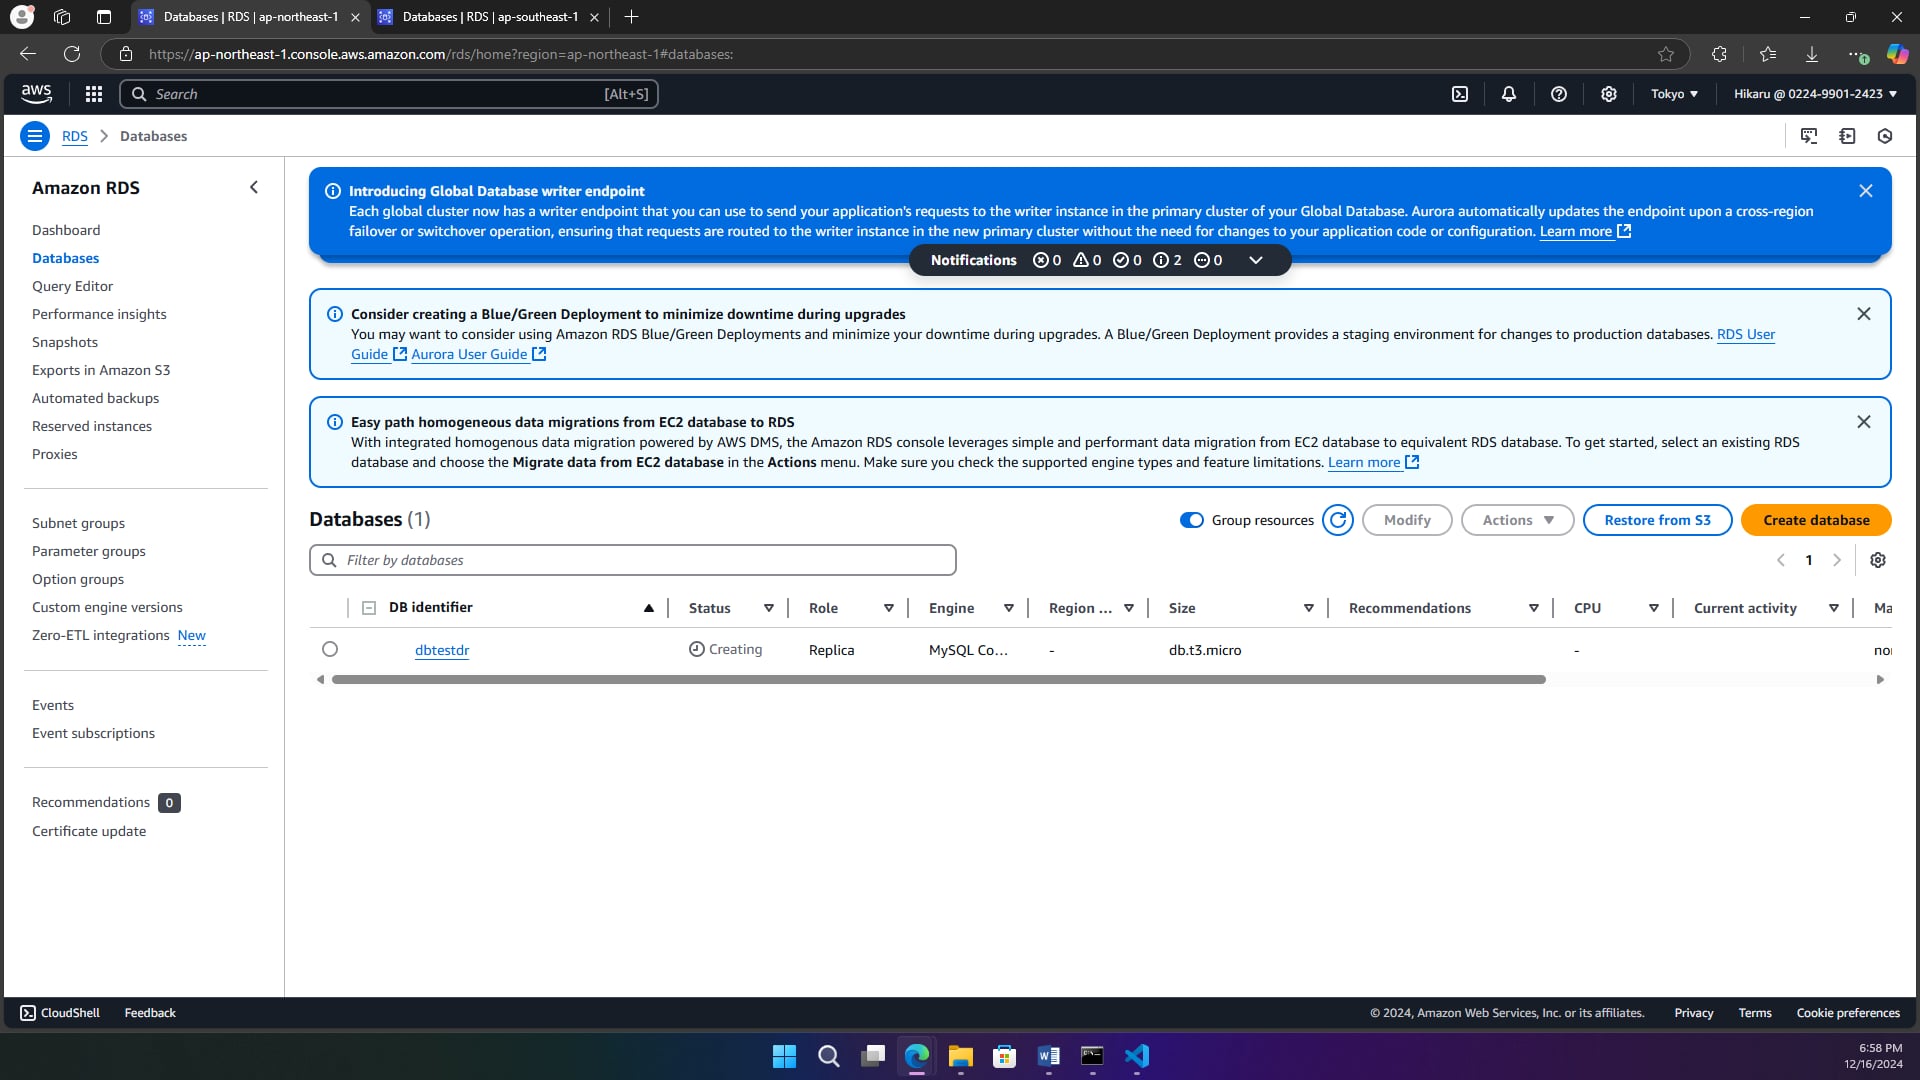 Databases | RDS | ap-northeast-1
Databases | RDS | ap-southeast-1
https://ap-northeast-1.console.aws.amazon.com/rds/home?region=ap-northeast-1#databases:
aws
Search
[Alt+S]
Tokyo
Hikaru @ 0224-9901-2423
RDS
Databases
Amazon RDS
Dashboard
Databases
Query Editor
Performance insights
Snapshots
Exports in Amazon S3
Automated backups
Reserved instances
Proxies
Subnet groups
Parameter groups
Option groups
Custom engine versions
Zero-ETL integrations New
Events
Event subscriptions
Recommendations 0
Certificate update
Introducing Global Database writer endpoint
Each global cluster now has a writer endpoint that you can use to send your application's requests to the writer instance in the primary cluster of your Global Database. Aurora automatically updates the endpoint upon a cross-region
failover or switchover operation, ensuring that requests are routed to the writer instance in the new primary cluster without the need for changes to your application code or configuration. Learn more
Notifications 0 0 0 2 0
Consider creating a Blue/Green Deployment to minimize downtime during upgrades
You may want to consider using Amazon RDS Blue/Green Deployments and minimize your downtime during upgrades. A Blue/Green Deployment provides a staging environment for changes to production databases. RDS User
Guide Aurora User Guide
Easy path homogeneous data migrations from EC2 database to RDS
With integrated homogenous data migration powered by AWS DMS, the Amazon RDS console leverages simple and performant data migration from EC2 database to equivalent RDS database. To get started, select an existing RDS
database and choose the Migrate data from EC2 database in the Actions menu. Make sure you check the supported engine types and feature limitations. Learn more
Databases (1)
Group resources
Modify
Actions
Restore from S3
Create database
Filter by databases
1
DB identifier Status Role Engine Region ... Size Recommendations CPU Current activity Ma
dbtestdr Creating Replica MySQL Co... - db.t3.micro - nor
CloudShell
Feedback
© 2024, Amazon Web Services, Inc. or its affiliates.
Privacy
Terms
Cookie preferences
6:58 PM
12/16/2024